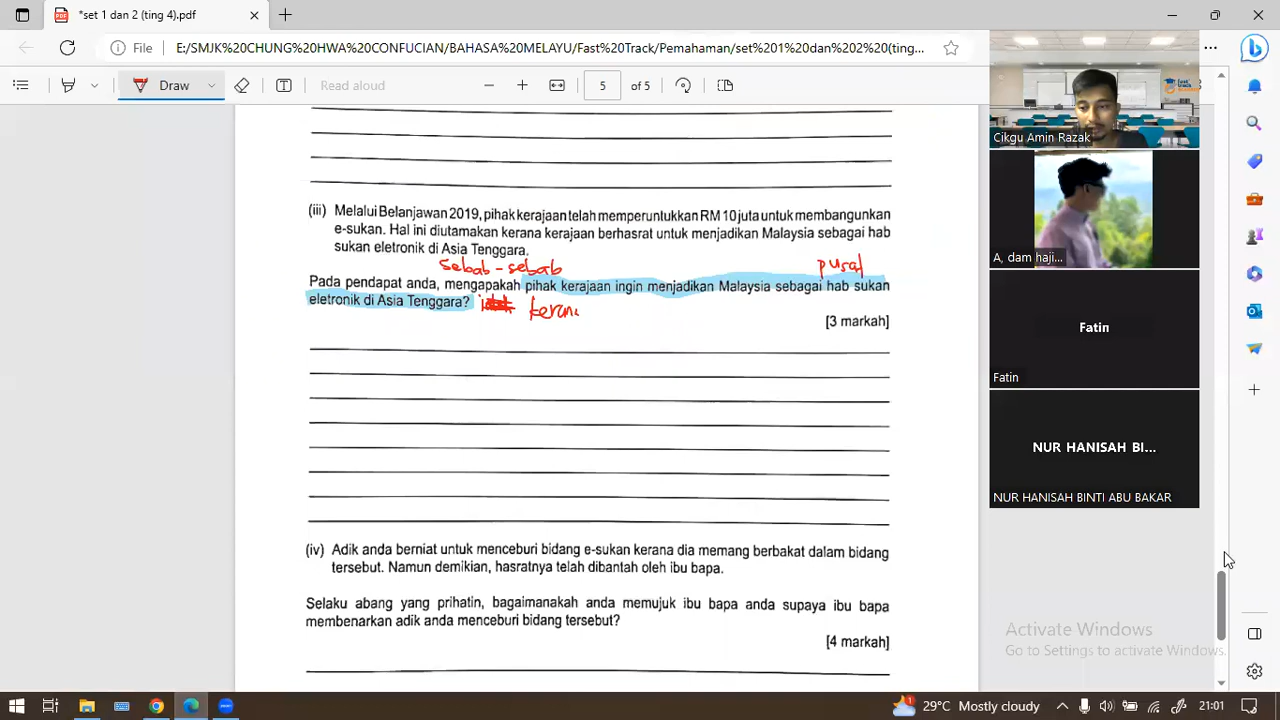 *set 1 dan 2 (ting 4).pdf
File
E:/SMJK%20CHUNG%20HWA%20CONFUCIAN/BAHASA%20MELAYU/Fast%20Track/Pemahaman/set%201%20dan%202%20(ting...
Draw
Read aloud
5 of 5
Cikgu Amin Razak
A, dam haji...
Fatin
Fatin
NUR HANISAH BI...
NUR HANISAH BINTI ABU BAKAR
(iii) Melalui Belanjawan 2019, pihak kerajaan telah memperuntukkan RM 10 juta untuk membangunkan
e-sukan. Hal ini diutamakan kerana kerajaan berhasrat untuk menjadikan Malaysia sebagai hab
sukan eletronik di Asia Tenggara.
sebab - sebab pusat
Pada pendapat anda, mengapakah pihak kerajaan ingin menjadikan Malaysia sebagai hab sukan
eletronik di Asia Tenggara?
[3 markah]
(iv) Adik anda berniat untuk menceburi bidang e-sukan kerana dia memang berbakat dalam bidang
tersebut. Namun demikian, hasratnya telah dibantah oleh ibu bapa.
Selaku abang yang prihatin, bagaimanakah anda memujuk ibu bapa anda supaya ibu bapa
membenarkan adik anda menceburi bidang tersebut?
[4 markah]
Activate Windows
Go to Settings to activate Windows.
29°C Mostly cloudy
21:01